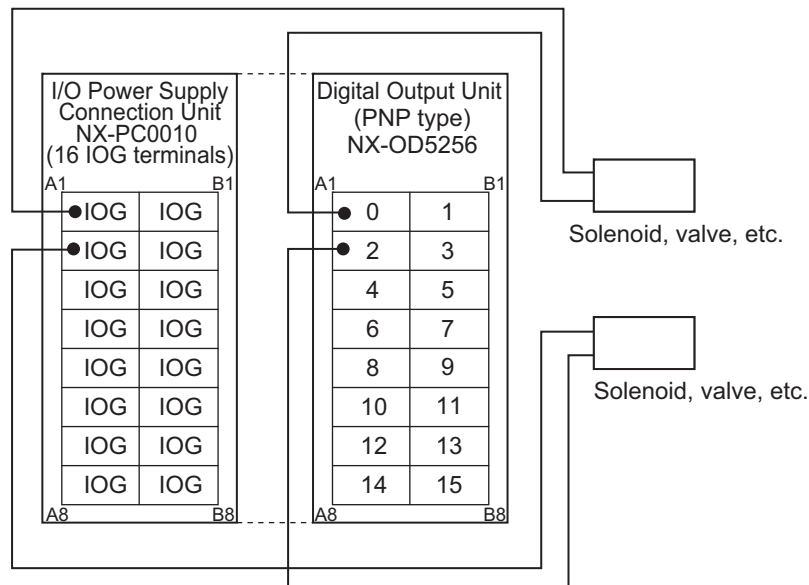 I/O Power Supply
Connection Unit
NX-PC0010
(16 IOG terminals)
A1 B1
IOG IOG
IOG IOG
IOG IOG
IOG IOG
IOG IOG
IOG IOG
IOG IOG
IOG IOG
A8 B8
Digital Output Unit
(PNP type)
NX-OD5256
A1 B1
0 1
2 3
4 5
6 7
8 9
10 11
12 13
14 15
A8 B8
Solenoid, valve, etc.
Solenoid, valve, etc.